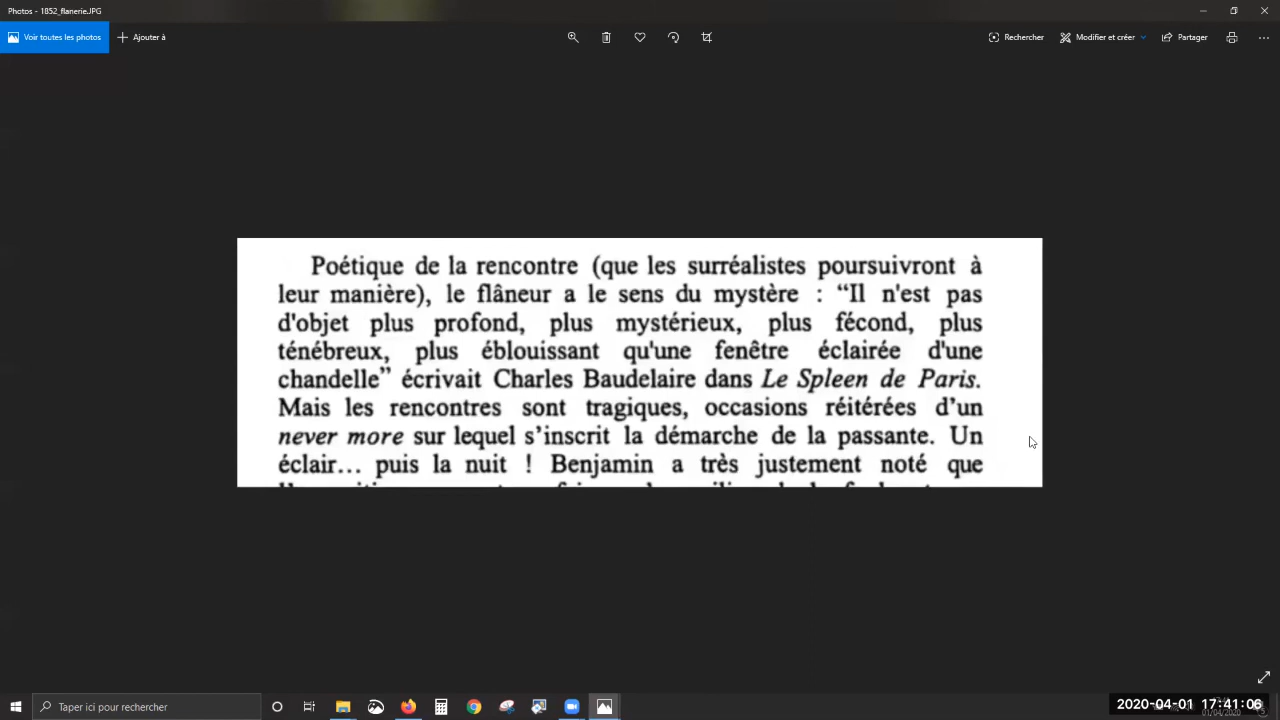 Photos - 1852_flanerie.JPG
Voir toutes les photos
Ajouter à
Rechercher
Modifier et créer
Partager
Poétique de la rencontre (que les surréalistes poursuivront à
leur manière), le flâneur a le sens du mystère : “Il n'est pas
d'objet plus profond, plus mystérieux, plus fécond, plus
ténébreux, plus éblouissant qu'une fenêtre éclairée d'une
chandelle” écrivait Charles Baudelaire dans Le Spleen de Paris.
Mais les rencontres sont tragiques, occasions réitérées d’un
never more sur lequel s’inscrit la démarche de la passante. Un
éclair… puis la nuit ! Benjamin a très justement noté que
Taper ici pour rechercher
2020-04-01 17:41:06
01/04/2020